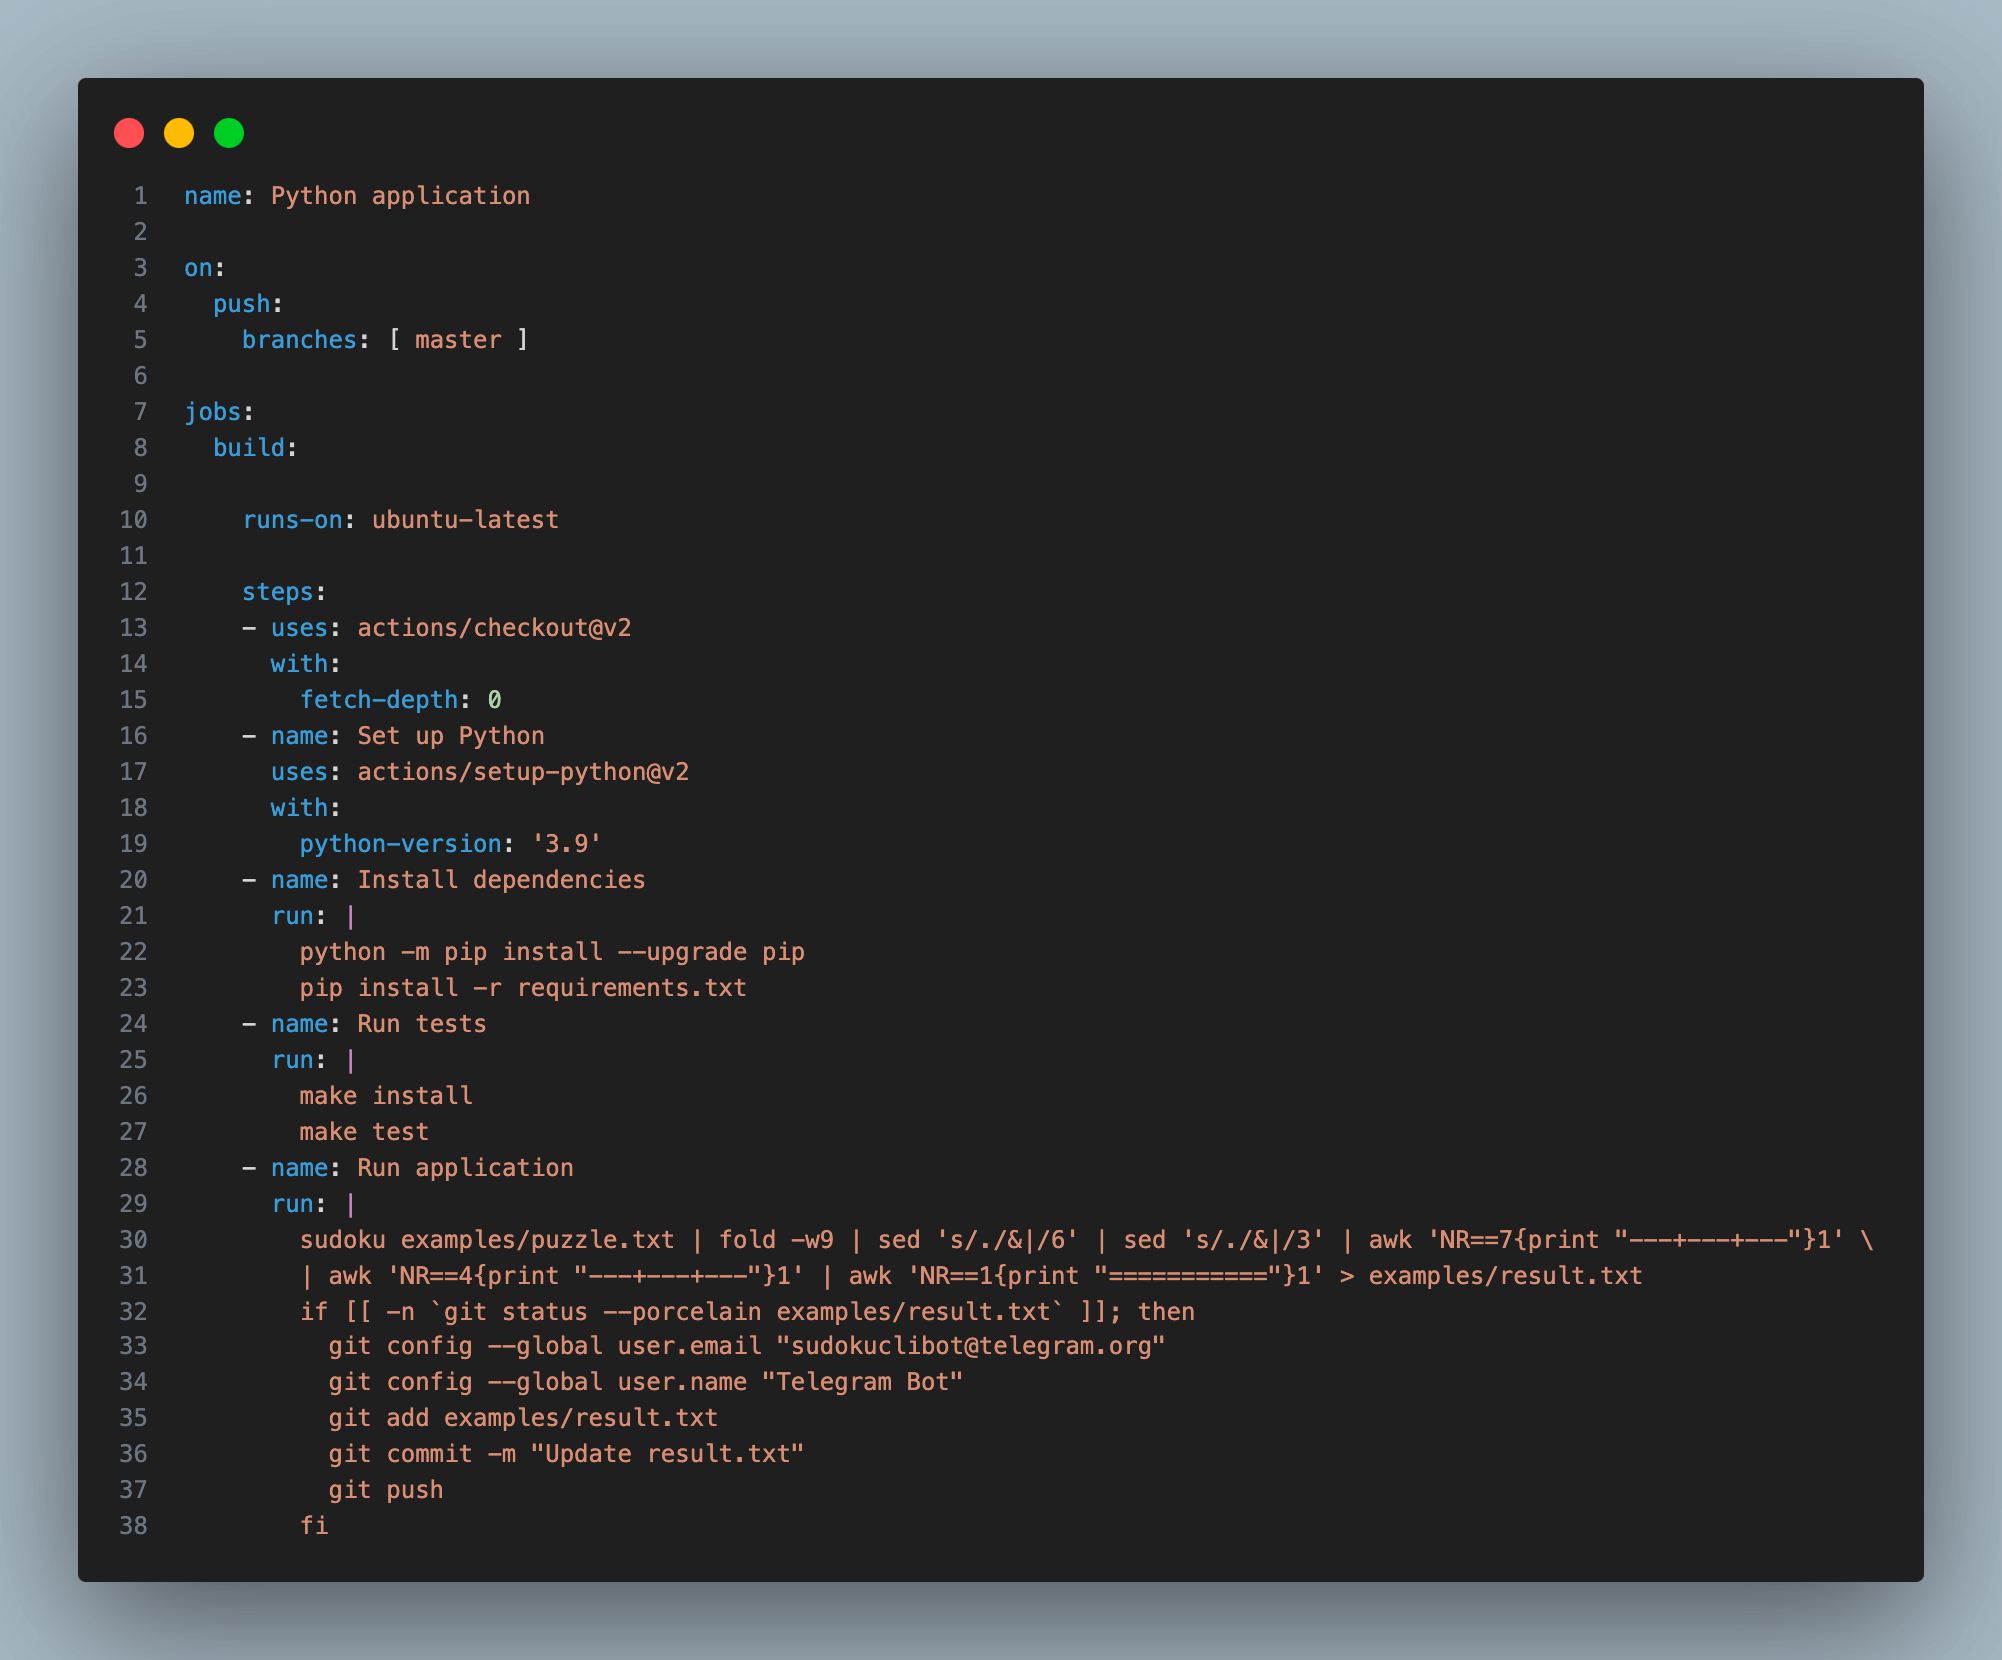 1 name: Python application
2
3 on:
4   push:
5     branches: [ master ]
6
7 jobs:
8   build:
9
10     runs-on: ubuntu-latest
11
12     steps:
13     - uses: actions/checkout@v2
14       with:
15         fetch-depth: 0
16     - name: Set up Python
17       uses: actions/setup-python@v2
18       with:
19         python-version: '3.9'
20     - name: Install dependencies
21       run: |
22         python -m pip install --upgrade pip
23         pip install -r requirements.txt
24     - name: Run tests
25       run: |
26         make install
27         make test
28     - name: Run application
29       run: |
30         sudoku examples/puzzle.txt | fold -w9 | sed 's/./&|/6' | sed 's/./&|/3' | awk 'NR==7{print "---+---+---"}1' \
31         | awk 'NR==4{print "---+---+---"}1' | awk 'NR==1{print "==========="}1' > examples/result.txt
32         if [[ -n `git status --porcelain examples/result.txt` ]]; then
33           git config --global user.email "sudokuclibot@telegram.org"
34           git config --global user.name "Telegram Bot"
35           git add examples/result.txt
36           git commit -m "Update result.txt"
37           git push
38         fi